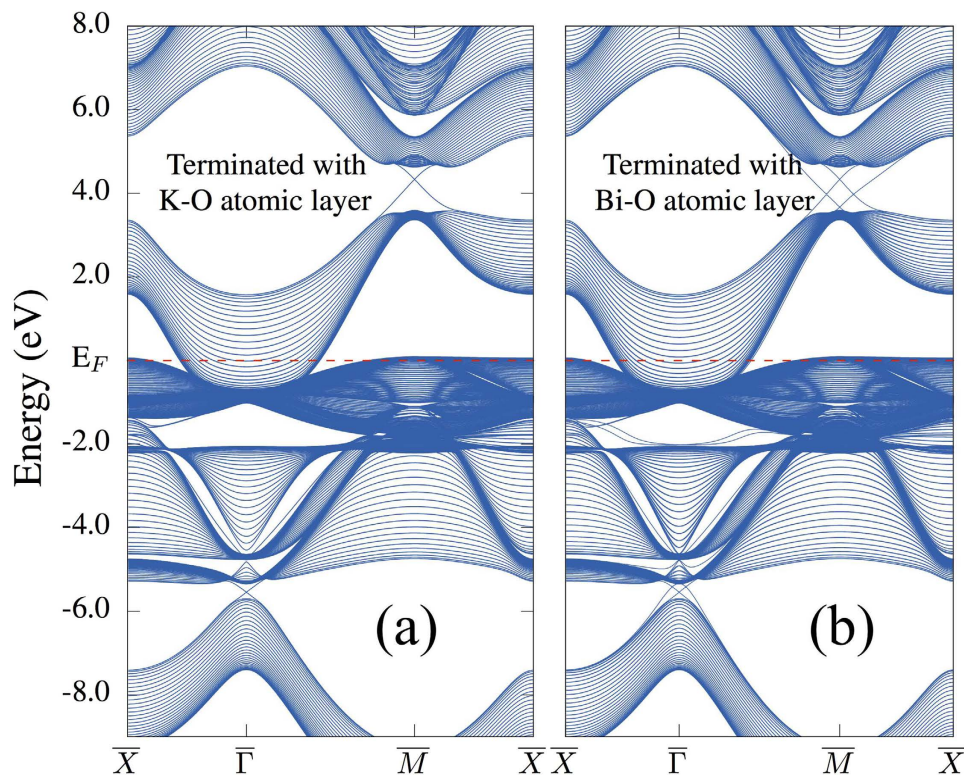 8.0
6.0
4.0
2.0
E_F
-2.0
-4.0
-6.0
-8.0
Energy (eV)
Terminated with
K-O atomic layer
(a)
X̅ Γ̅ M̅ X̅
Terminated with
Bi-O atomic layer
(b)
X̅ Γ̅ M̅ X̅